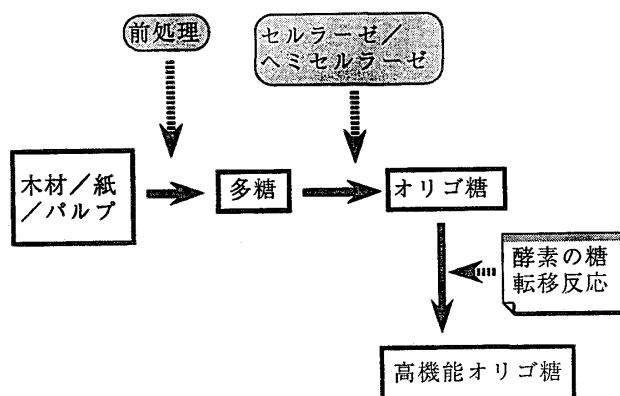 前処理
セルラーゼ/
ヘミセルラーゼ
木材/紙
/パルプ
多糖
オリゴ糖
酵素の糖
転移反応
高機能オリゴ糖